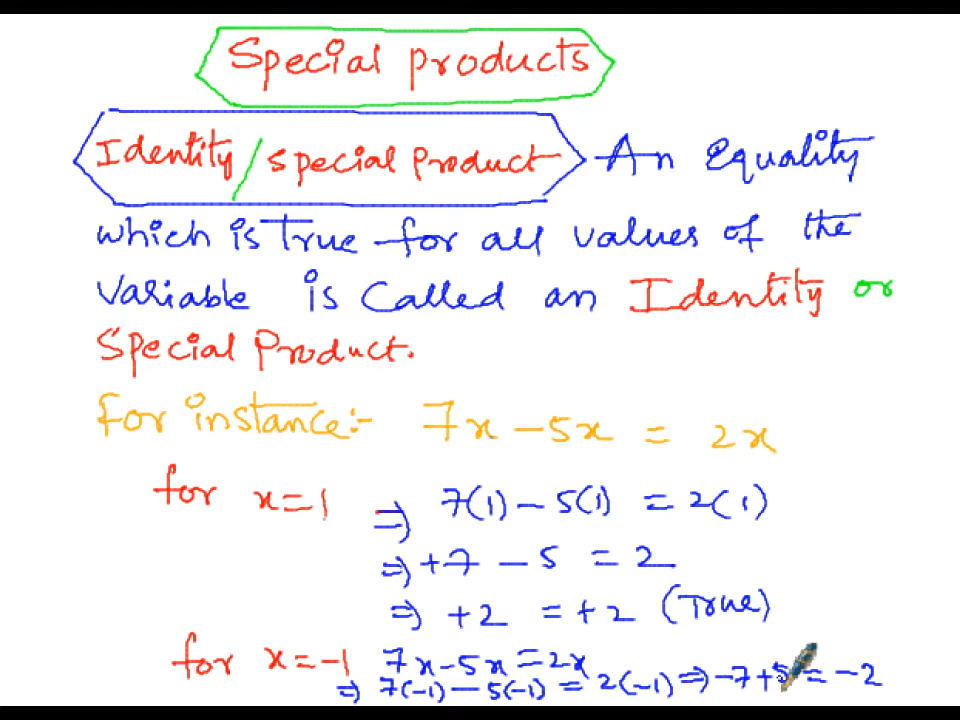 Special products
Identity/special Product An Equality
which is True for all values of the
Variable is Called an Identity or
Special Product.
For instance:- 7x - 5x = 2x
for x=1 ⇒ 7(1) - 5(1) = 2(1)
⇒ +7 - 5 = 2
⇒ +2 = +2 (True)
for x=-1 7x-5x=2x
⇒ 7(-1) - 5(-1) = 2(-1) ⇒ -7+5 = -2